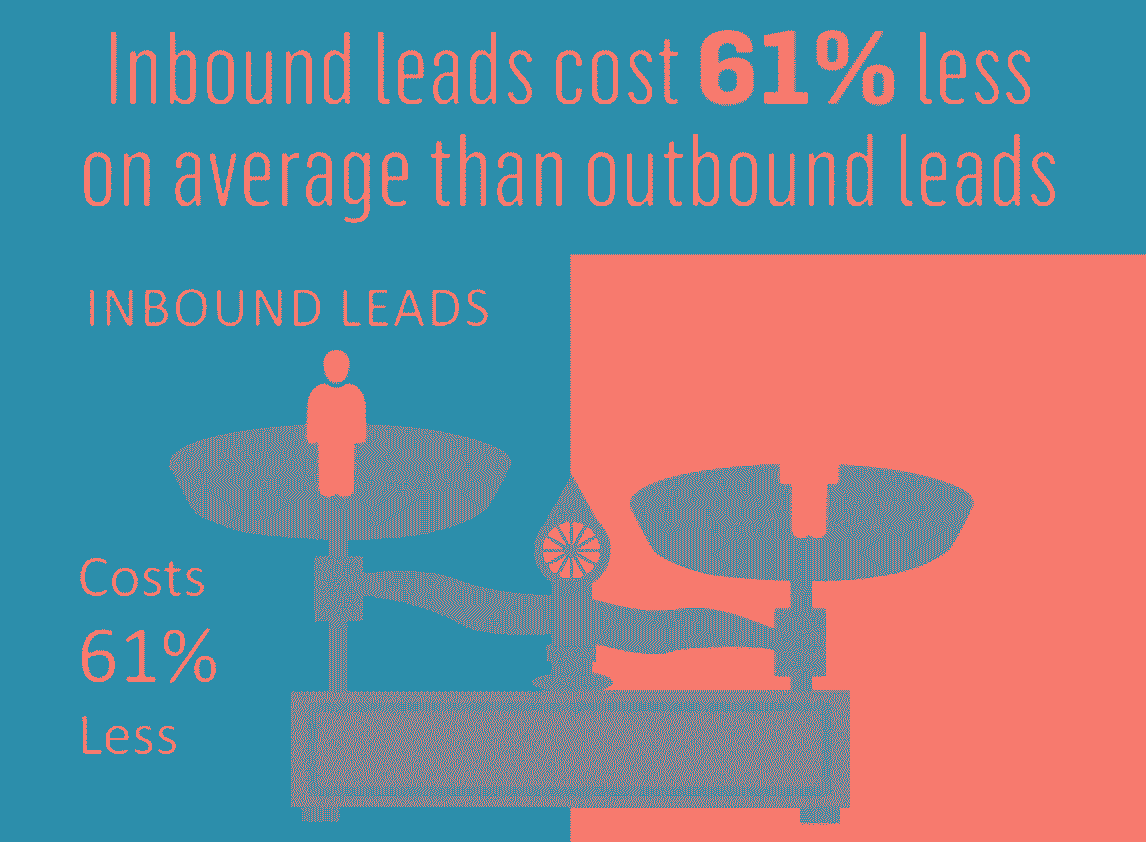 Inbound leads cost 61% less
on average than outbound leads
INBOUND LEADS
Costs
61%
Less